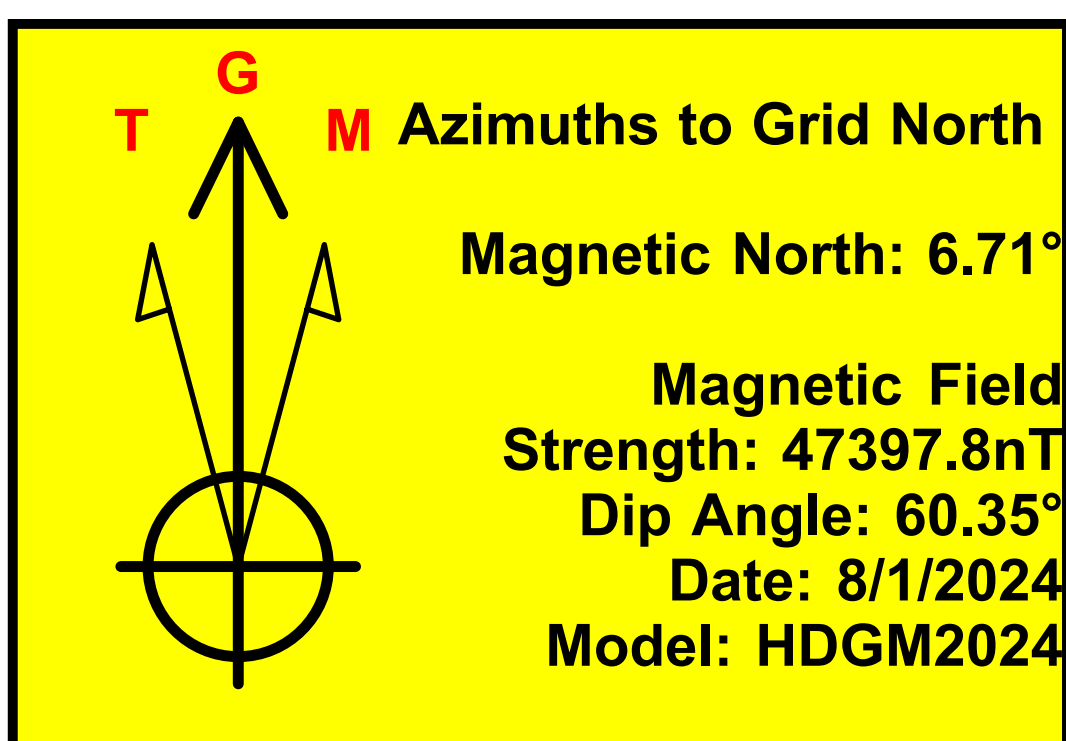 G
T
M
Azimuths to Grid North
Magnetic North: 6.71°
Magnetic Field
Strength: 47397.8nT
Dip Angle: 60.35°
Date: 8/1/2024
Model: HDGM2024